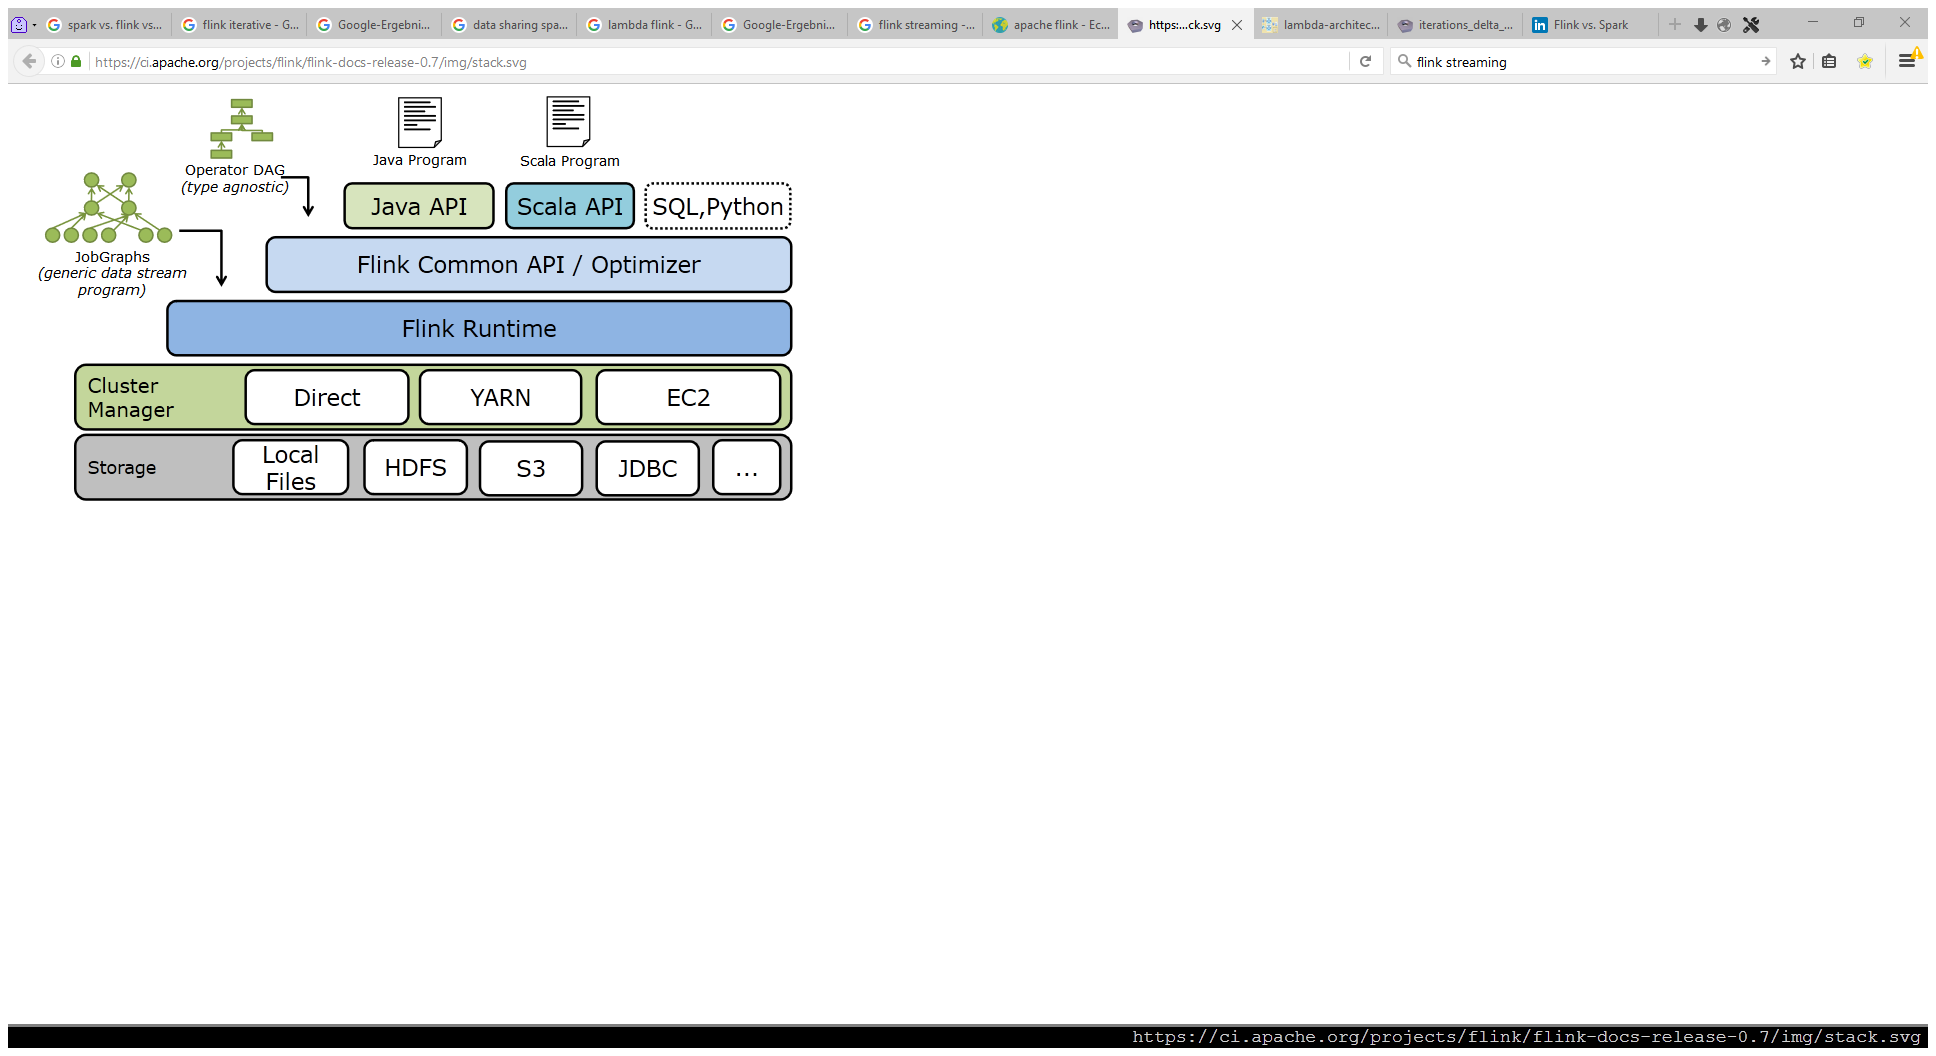 spark vs. flink vs...
flink iterative - G...
Google-Ergebni...
data sharing spa...
lambda flink - G...
Google-Ergebni...
flink streaming -...
apache flink - Ec...
https:...ck.svg
lambda-architec...
iterations_delta_...
Flink vs. Spark
https://ci.apache.org/projects/flink/flink-docs-release-0.7/img/stack.svg
flink streaming
Java Program
Scala Program
Operator DAG
(type agnostic)
Java API
Scala API
SQL,Python
JobGraphs
(generic data stream
program)
Flink Common API / Optimizer
Flink Runtime
Cluster
Manager
Direct
YARN
EC2
Storage
Local
Files
HDFS
S3
JDBC
...
https://ci.apache.org/projects/flink/flink-docs-release-0.7/img/stack.svg